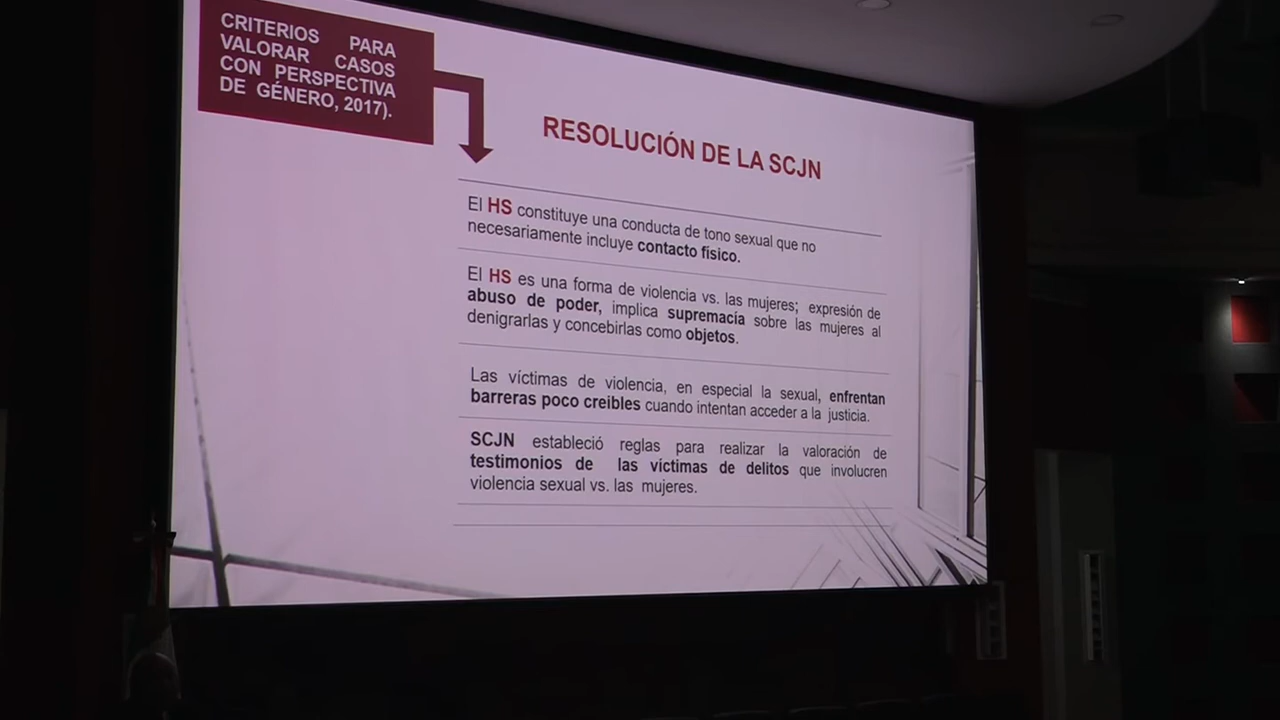 CRITERIOS PARA
VALORAR CASOS
CON PERSPECTIVA
DE GÉNERO, 2017).
RESOLUCIÓN DE LA SCJN
El HS constituye una conducta de tono sexual que no
necesariamente incluye contacto físico.
El HS es una forma de violencia vs. las mujeres; expresión de
abuso de poder, implica supremacía sobre las mujeres al
denigrarlas y concebirlas como objetos.
Las víctimas de violencia, en especial la sexual, enfrentan
barreras poco creibles cuando intentan acceder a la justicia.
SCJN estableció reglas para realizar la valoración de
testimonios de las víctimas de delitos que involucren
violencia sexual vs. las mujeres.